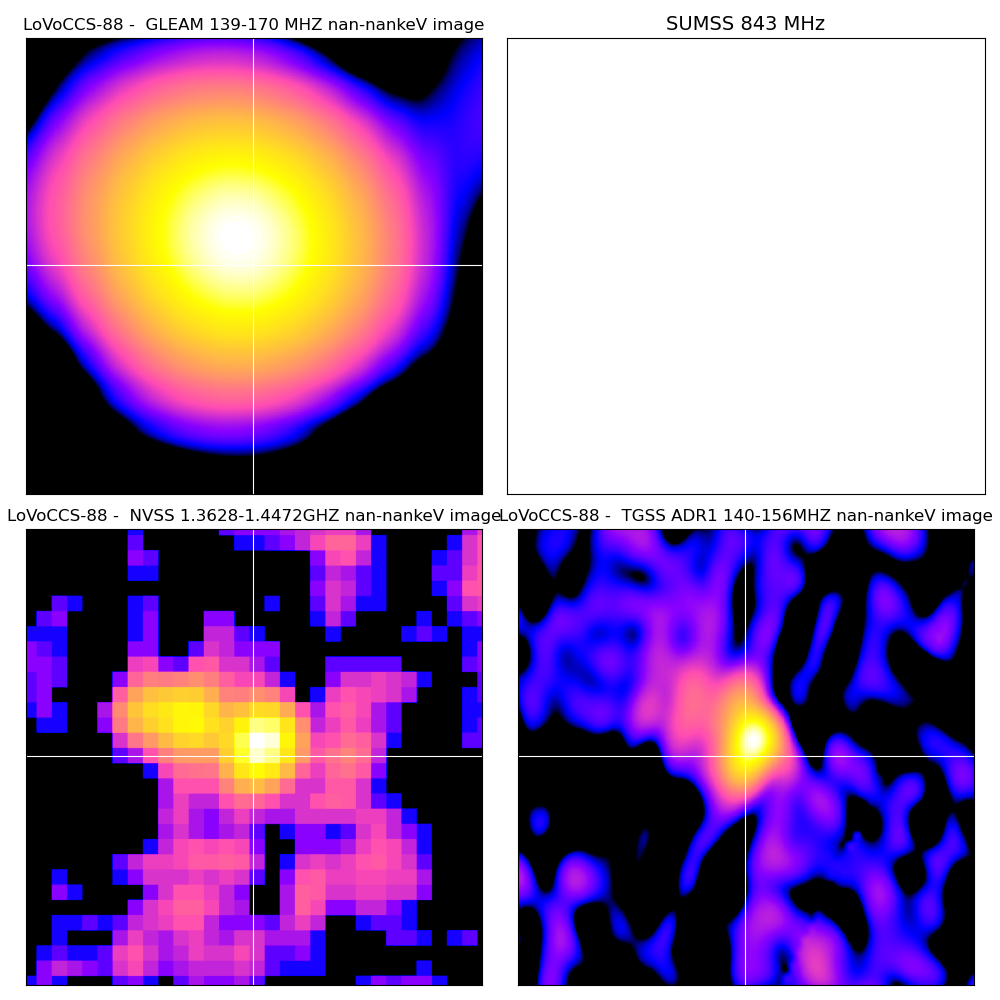 LoVoCCS-88 -  GLEAM 139-170 MHZ nan-nankeV image
SUMSS 843 MHz
LoVoCCS-88 -  NVSS 1.3628-1.4472GHZ nan-nankeV image
LoVoCCS-88 -  TGSS ADR1 140-156MHZ nan-nankeV image